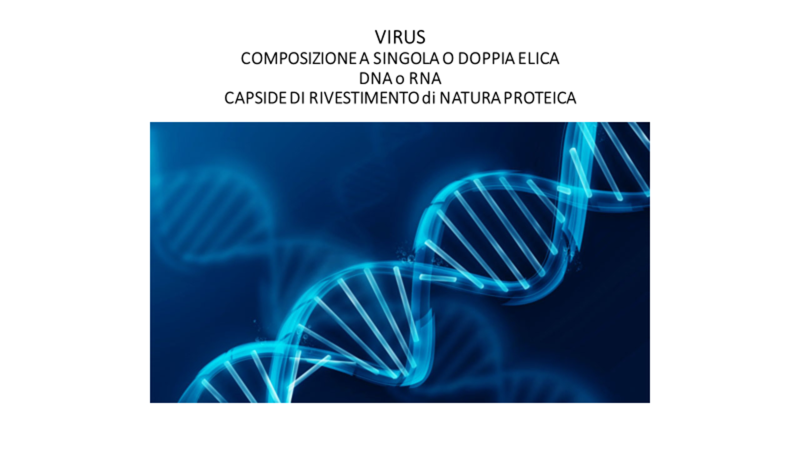 VIRUS
COMPOSIZIONE A SINGOLA O DOPPIA ELICA
DNA o RNA
CAPSIDE DI RIVESTIMENTO di NATURA PROTEICA